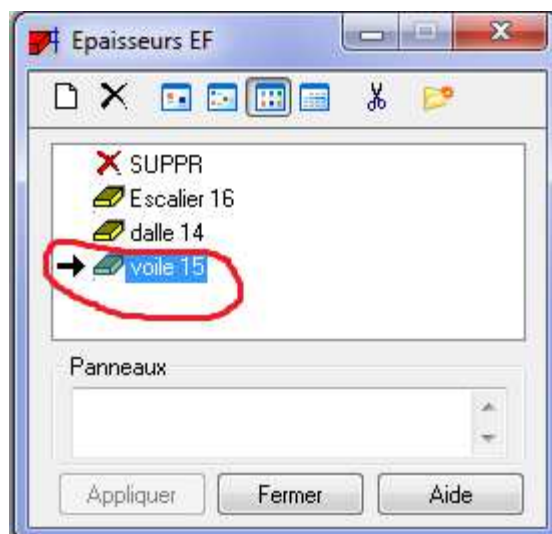 Epaisseurs EF
SUPPR
Escalier 16
dalle 14
voile 15
Panneaux
Appliquer Fermer Aide